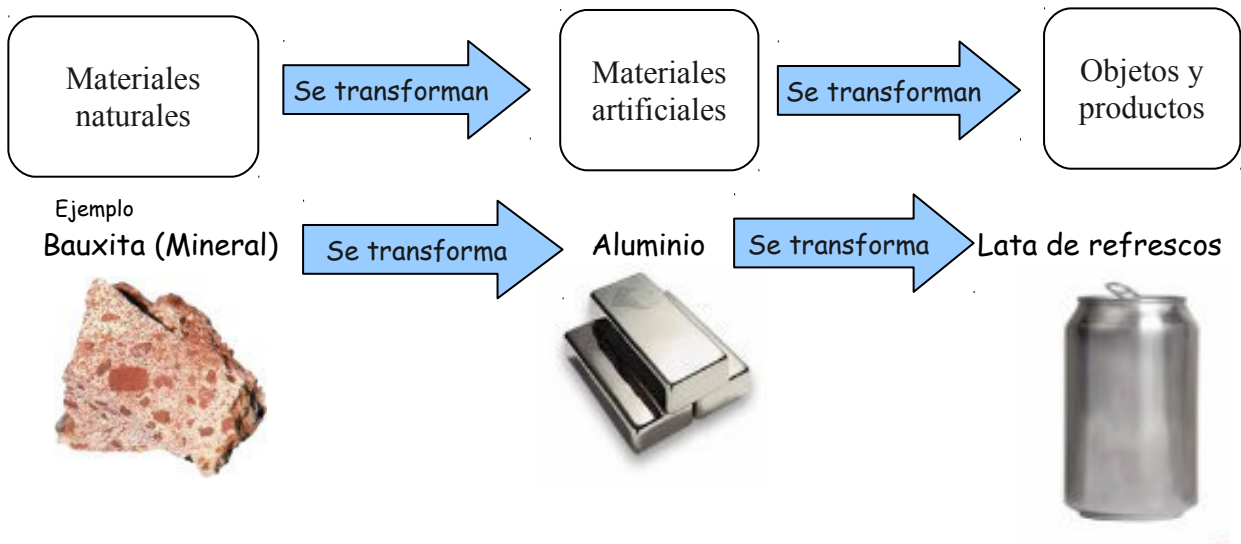 Materiales
naturales
Se transforman
Materiales
artificiales
Se transforman
Objetos y
productos
Ejemplo
Bauxita (Mineral)
Se transforma
Aluminio
Se transforma
Lata de refrescos